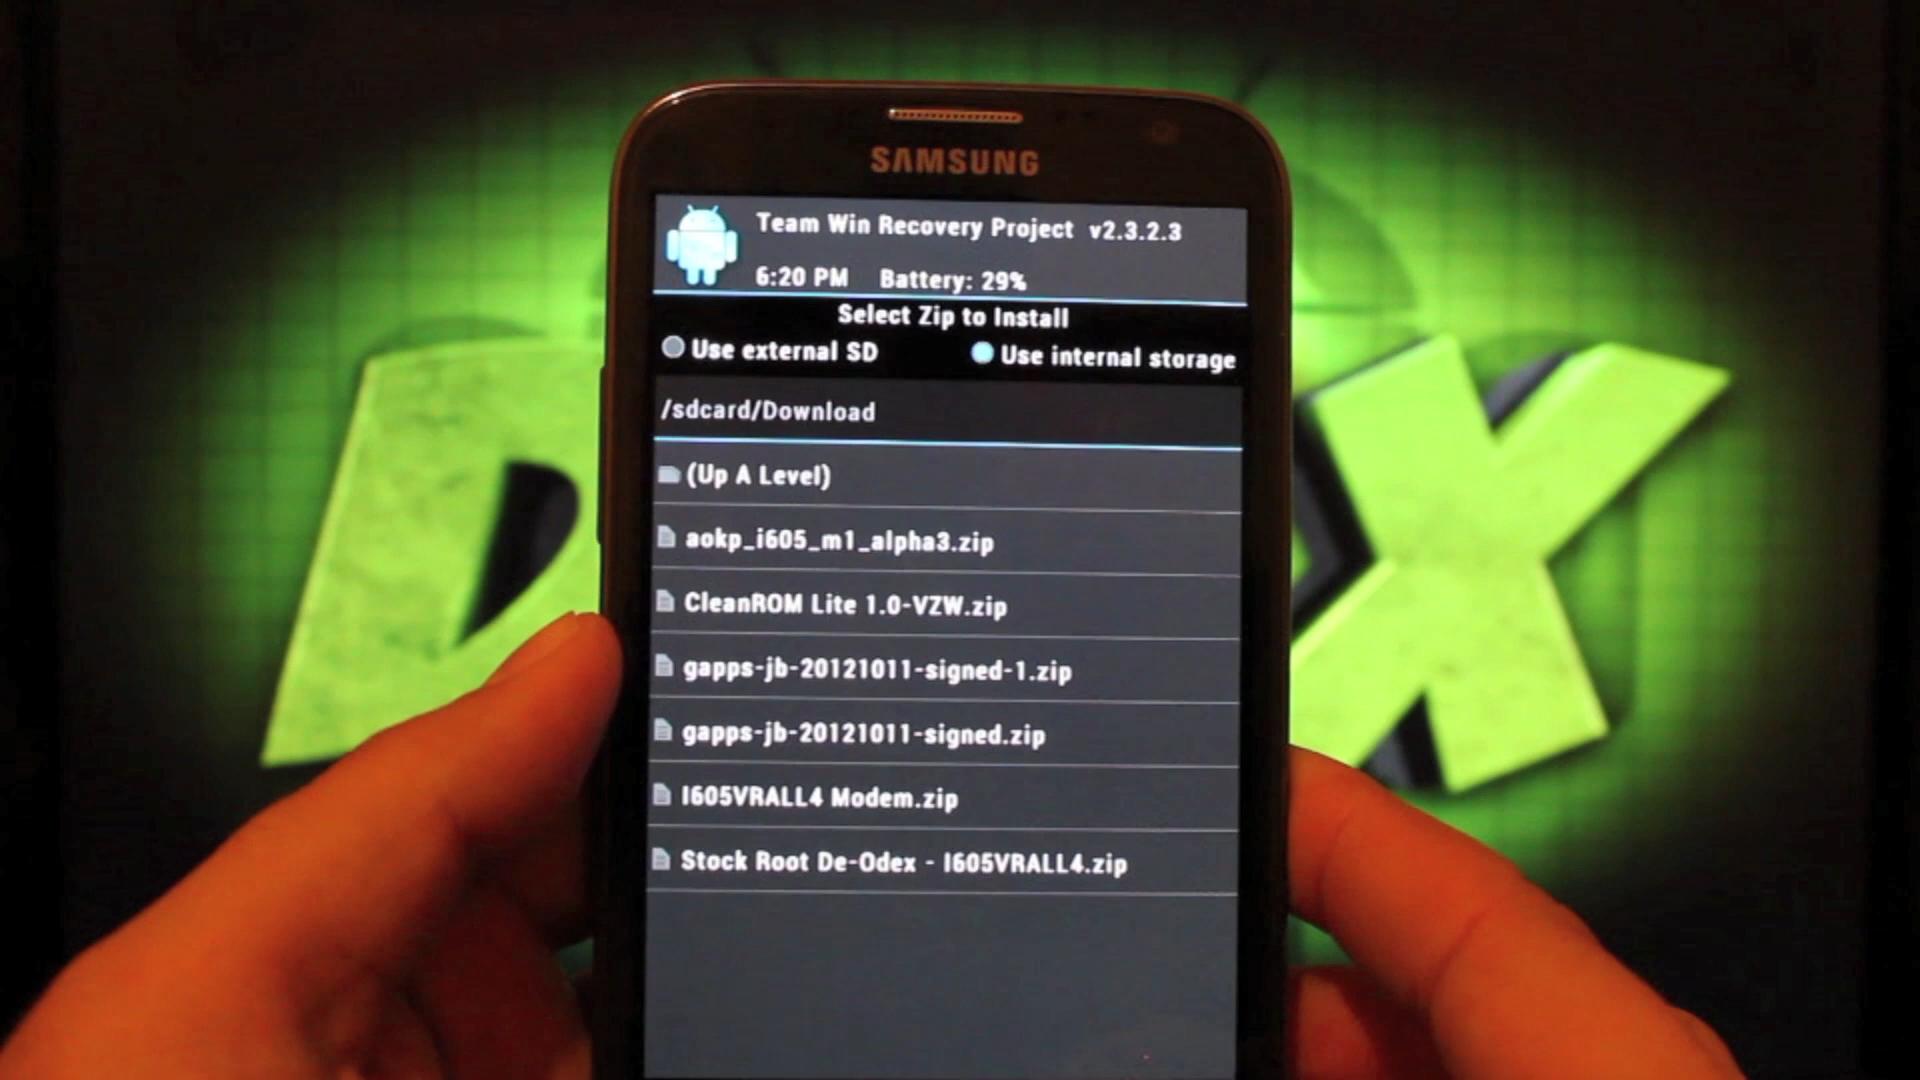 SAMSUNG
Team Win Recovery Project v2.3.2.3
6:20 PM Battery: 29%
Select Zip to Install
Use external SD Use internal storage
/sdcard/Download
(Up A Level)
aokp_i605_m1_alpha3.zip
CleanROM Lite 1.0-VZW.zip
gapps-jb-20121011-signed-1.zip
gapps-jb-20121011-signed.zip
I605VRALL4 Modem.zip
Stock Root De-Odex - I605VRALL4.zip